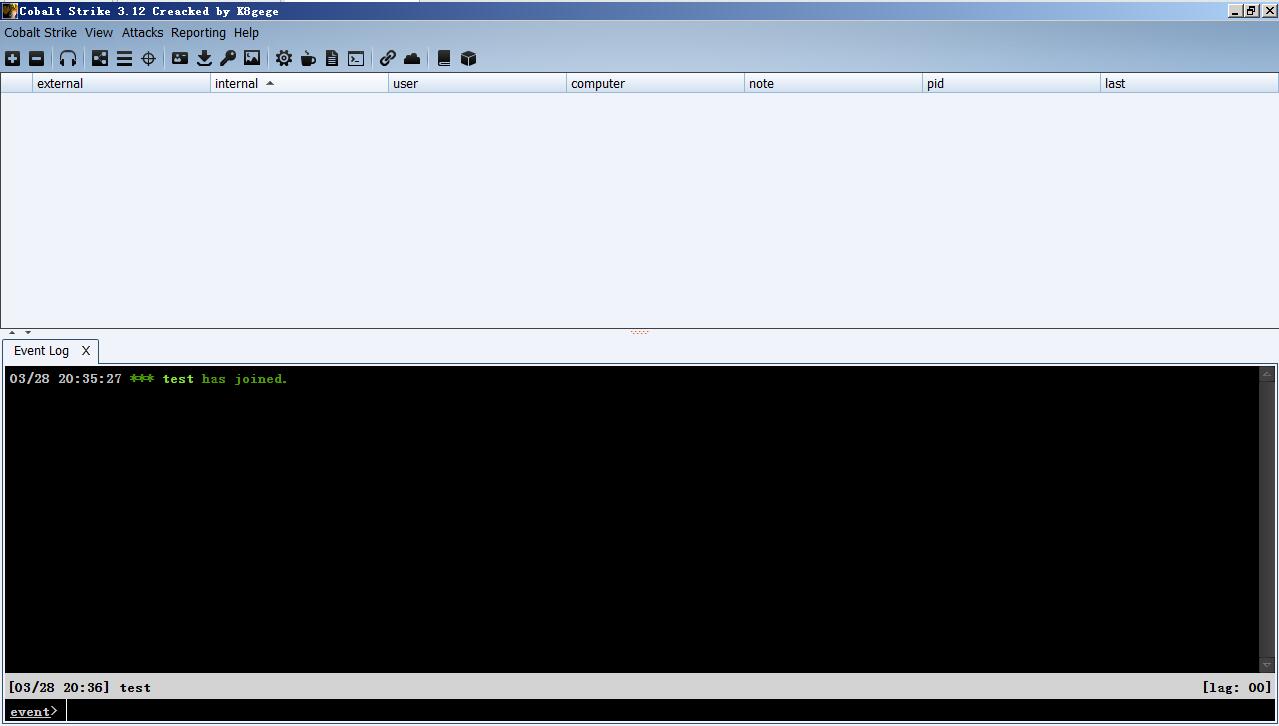 Cobalt Strike 3.12 Creacked by K8gege
Cobalt Strike View Attacks Reporting Help
external internal user computer note pid last
Event Log X
03/28 20:35:27 *** test has joined.
[03/28 20:36] test [lag: 00]
event>